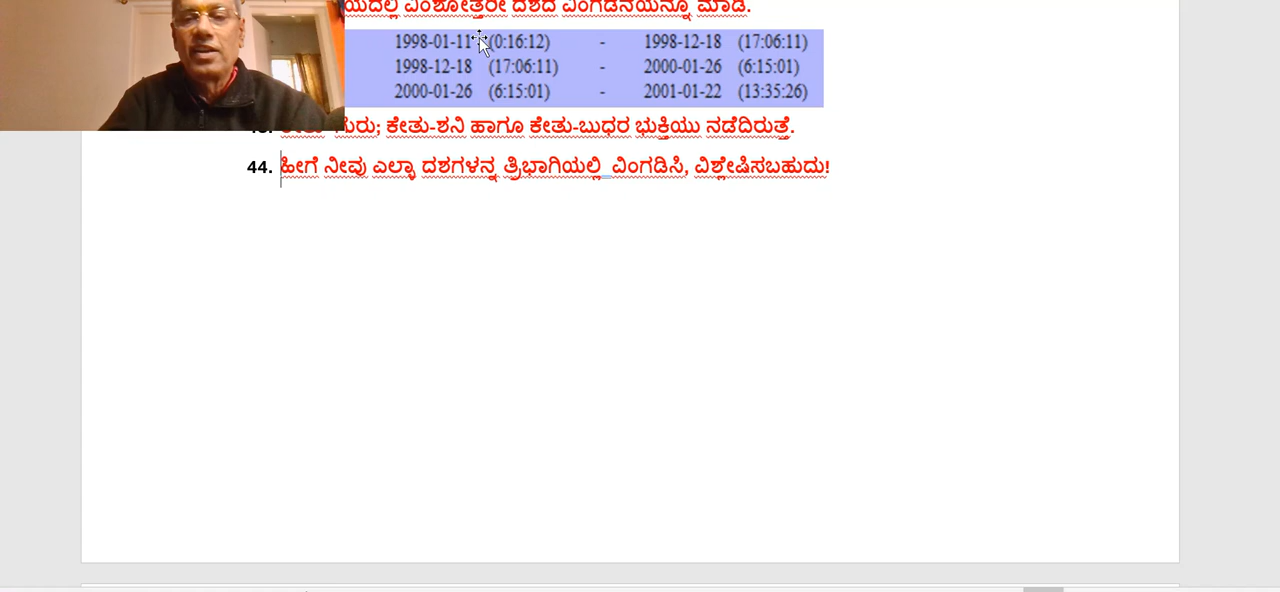 ವಿಂಶೋತ್ತರೀ ದಶದ ವಿಂಗಡನೆಯನ್ನೂ ಮಾಡಿ.
1998-01-11 (0:16:12) - 1998-12-18 (17:06:11)
1998-12-18 (17:06:11) - 2000-01-26 (6:15:01)
2000-01-26 (6:15:01) - 2001-01-22 (13:35:26)
ಕೇತು-ಶನಿ ಹಾಗೂ ಕೇತು-ಬುಧರ ಭುಕ್ತಿಯು ನಡೆದಿರುತ್ತೆ.
44. ಹೀಗೆ ನೀವು ಎಲ್ಲಾ ದಶಗಳನ್ನ ತ್ರಿಭಾಗಿಯಲ್ಲಿ ವಿಂಗಡಿಸಿ, ವಿಶ್ಲೇಷಿಸಬಹುದು!